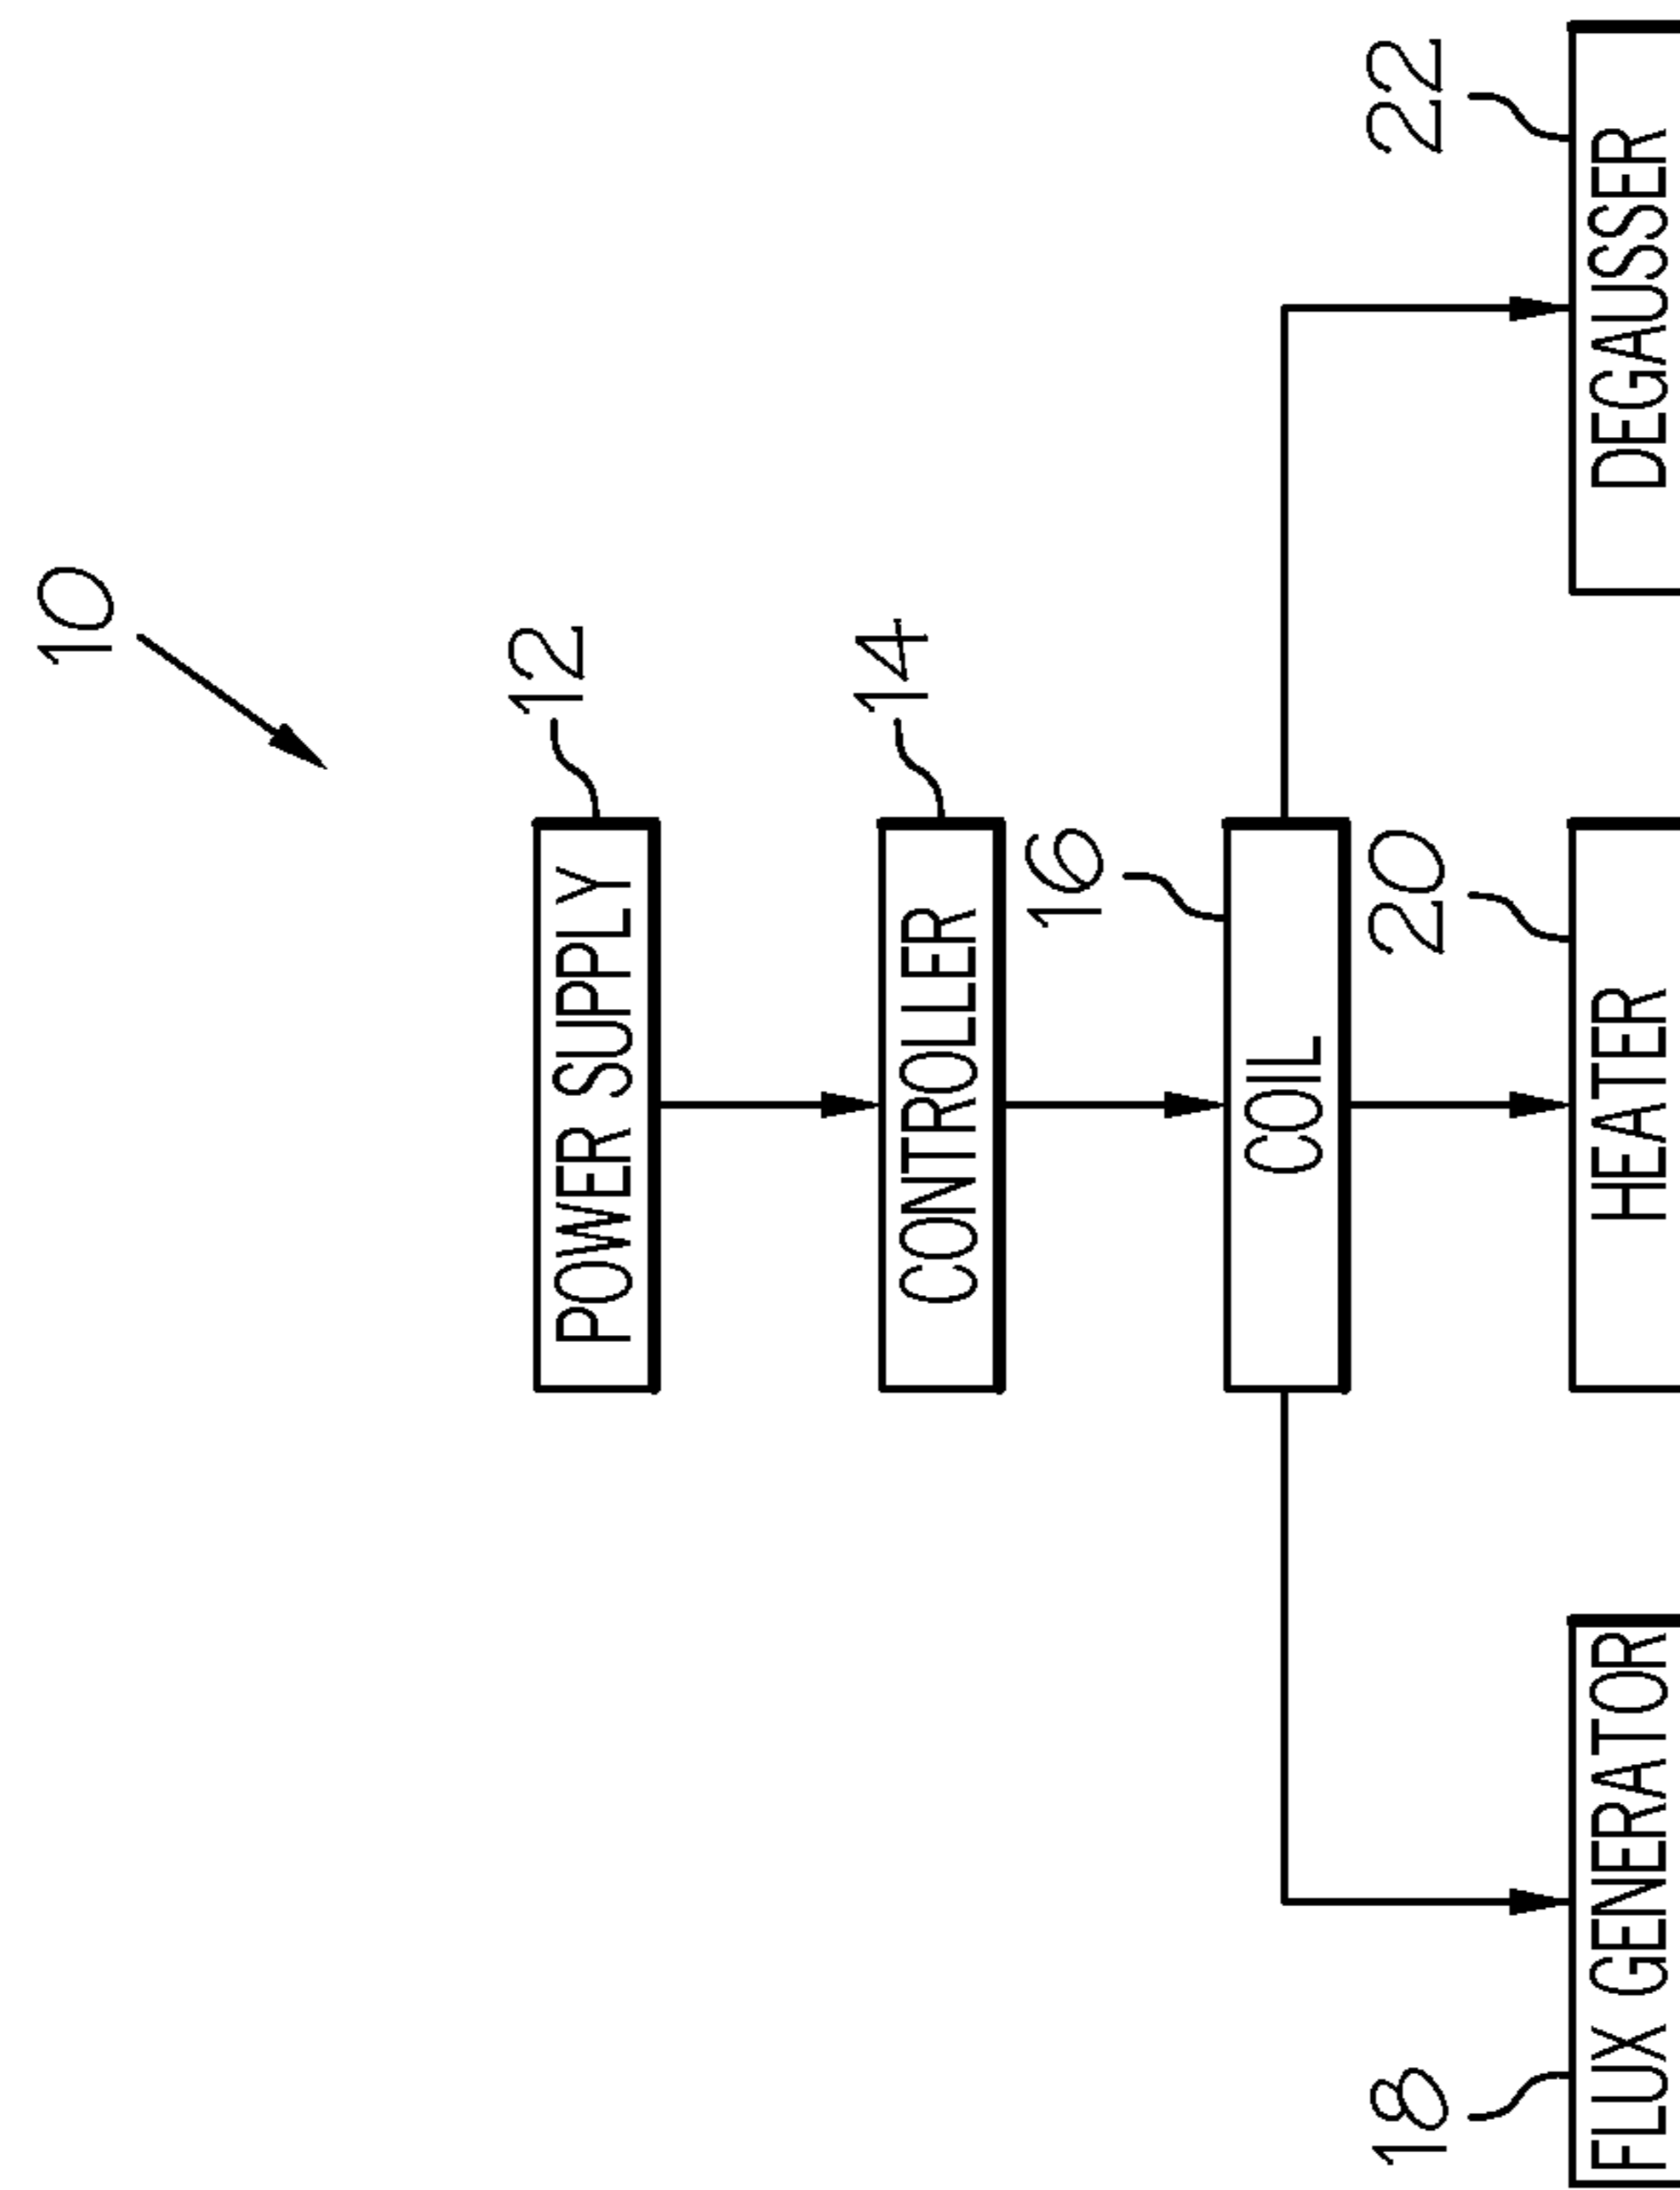 10
12
POWER SUPPLY
14
CONTROLLER
16
COIL
18
FLUX GENERATOR
20
HEATER
22
DEGAUSSER